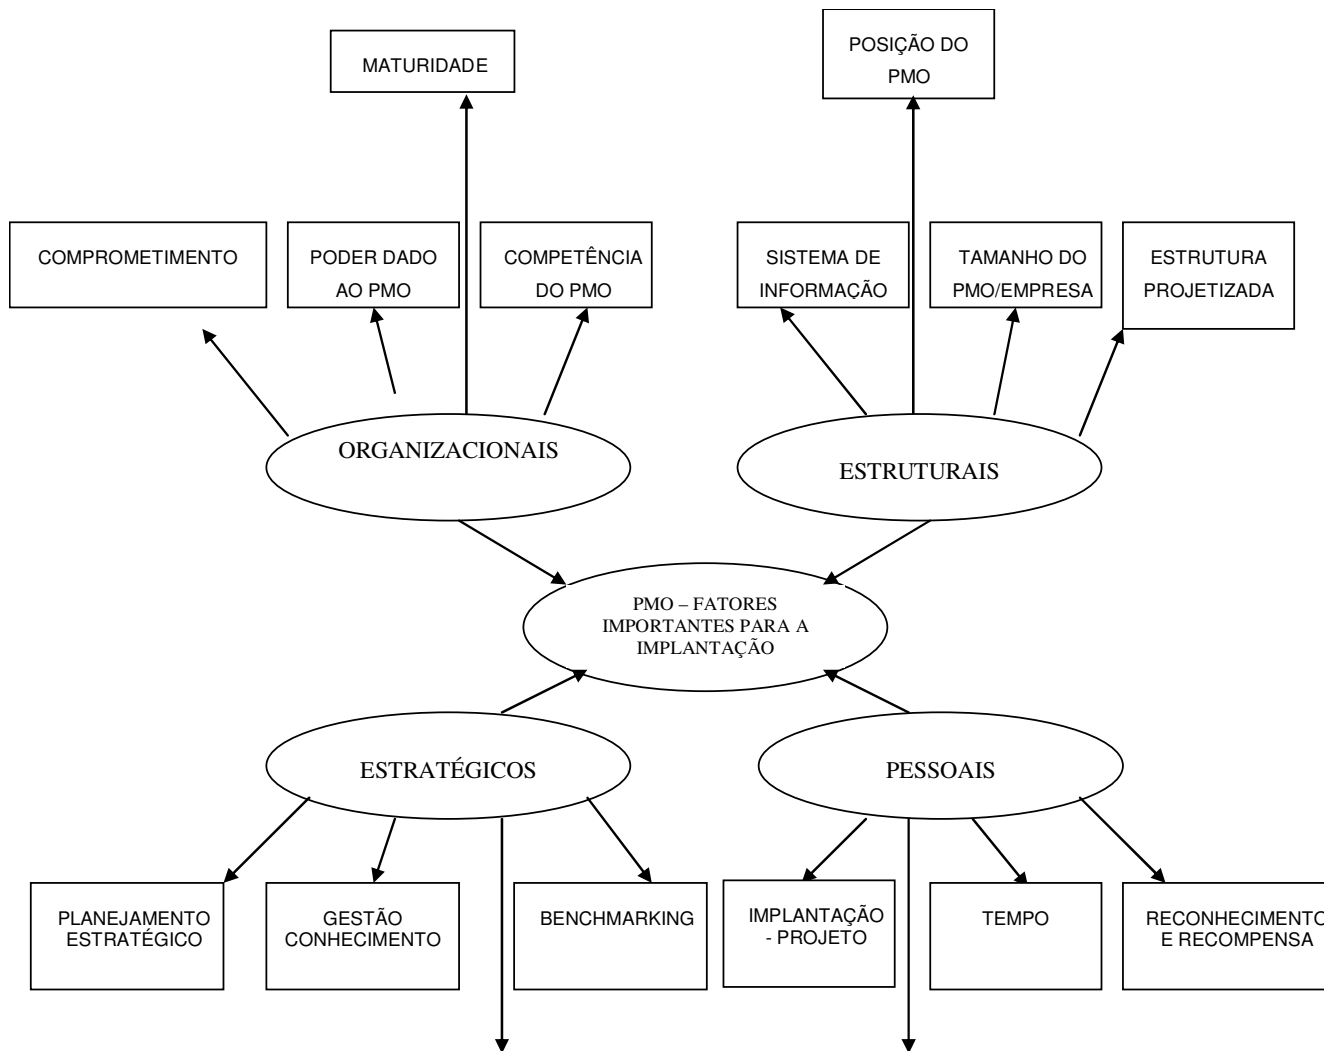 MATURIDADE
POSIÇÃO DO
PMO
COMPROMETIMENTO
PODER DADO
AO PMO
COMPETÊNCIA
DO PMO
SISTEMA DE
INFORMAÇÃO
TAMANHO DO
PMO/EMPRESA
ESTRUTURA
PROJETIZADA
ORGANIZACIONAIS
ESTRUTURAIS
PMO – FATORES
IMPORTANTES PARA A
IMPLANTAÇÃO
ESTRATÉGICOS
PESSOAIS
PLANEJAMENTO
ESTRATÉGICO
GESTÃO
CONHECIMENTO
BENCHMARKING
IMPLANTAÇÃO
- PROJETO
TEMPO
RECONHECIMENTO
E RECOMPENSA